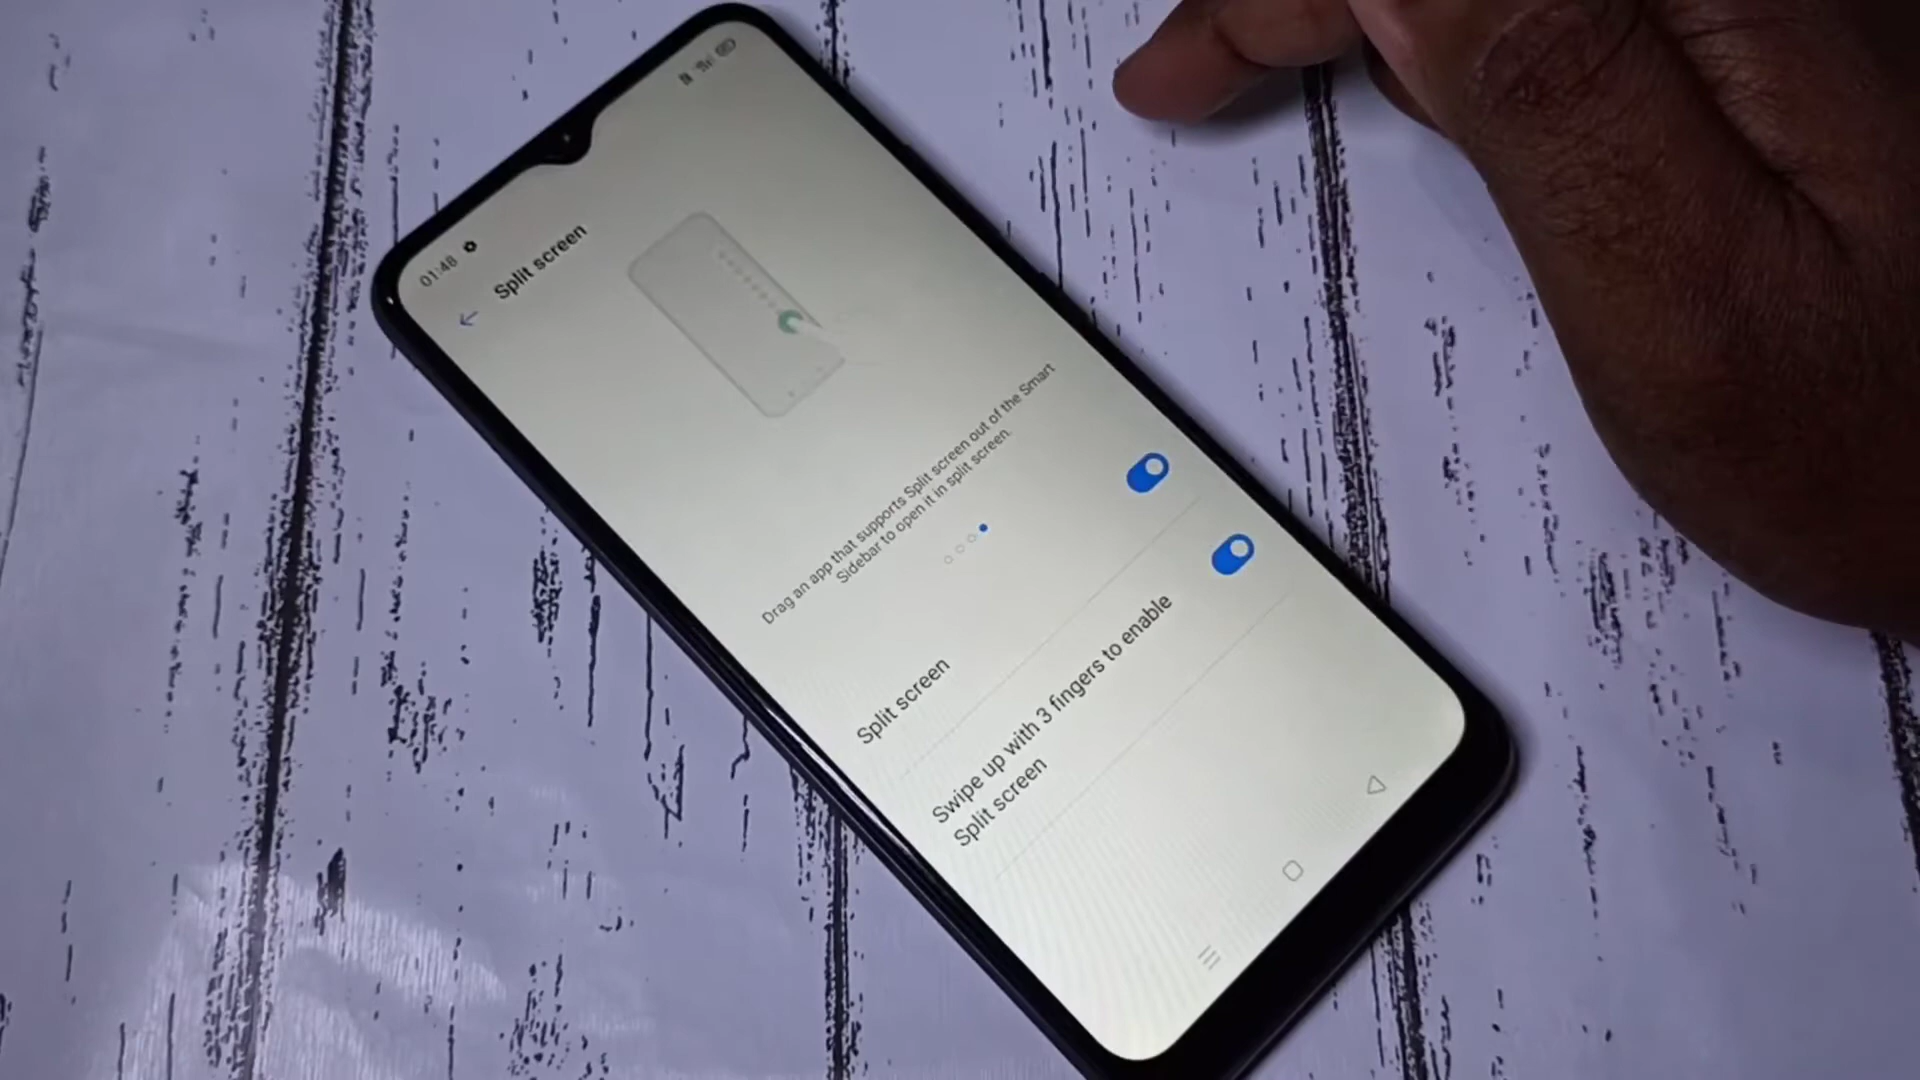 01:48
Split screen
Drag an app that supports Split screen out of the Smart
Sidebar to open it in split screen.
Split screen
Swipe up with 3 fingers to enable
Split screen